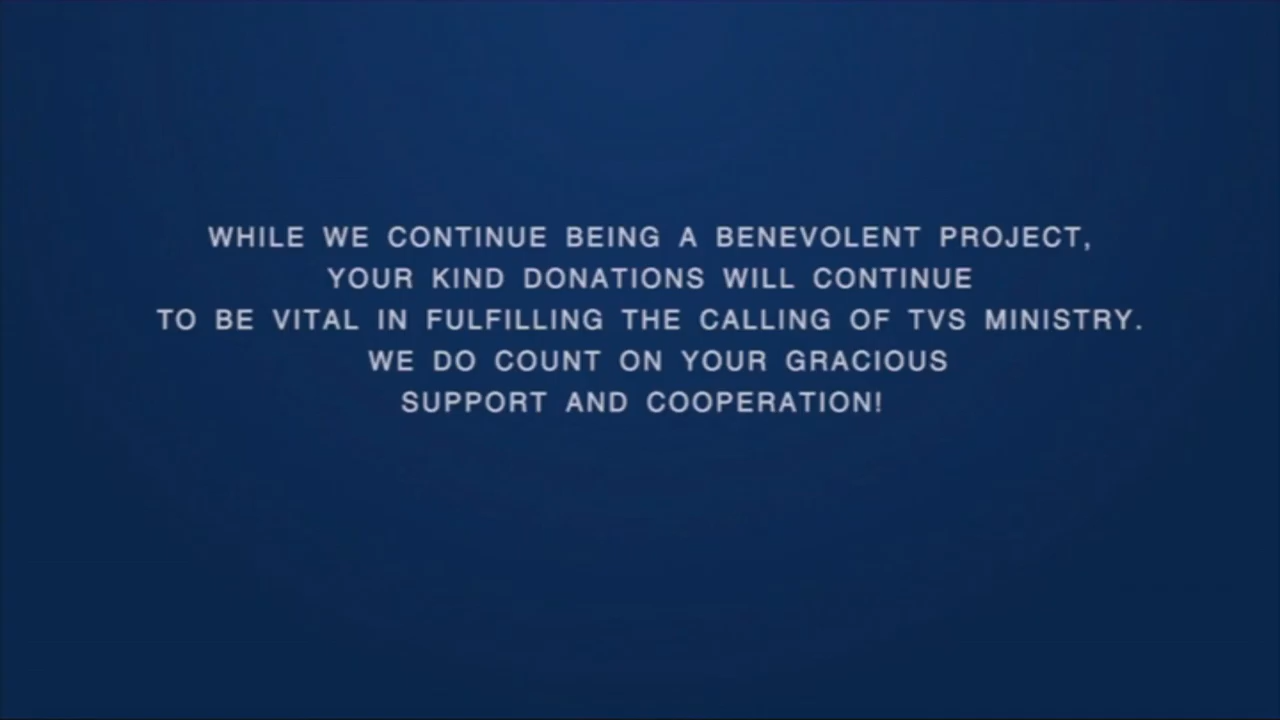 WHILE WE CONTINUE BEING A BENEVOLENT PROJECT,
YOUR KIND DONATIONS WILL CONTINUE
TO BE VITAL IN FULFILLING THE CALLING OF TVS MINISTRY.
WE DO COUNT ON YOUR GRACIOUS
SUPPORT AND COOPERATION!